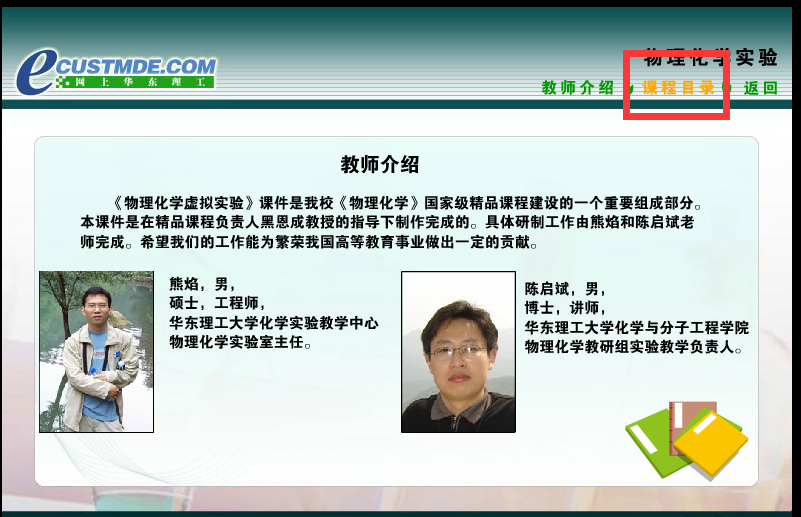 ECUSTMDE.COM
网上华东理工
物理化学实验
教师介绍 课程目录 返回
教师介绍
《物理化学虚拟实验》课件是我校《物理化学》国家级精品课程建设的一个重要组成部分。
本课件是在精品课程负责人黑恩成教授的指导下制作完成的。具体研制工作由熊焰和陈启斌老
师完成。希望我们的工作能为繁荣我国高等教育事业做出一定的贡献。
熊焰，男，
硕士，工程师，
华东理工大学化学实验教学中心
物理化学实验室主任。
陈启斌，男，
博士，讲师，
华东理工大学化学与分子工程学院
物理化学教研组实验教学负责人。